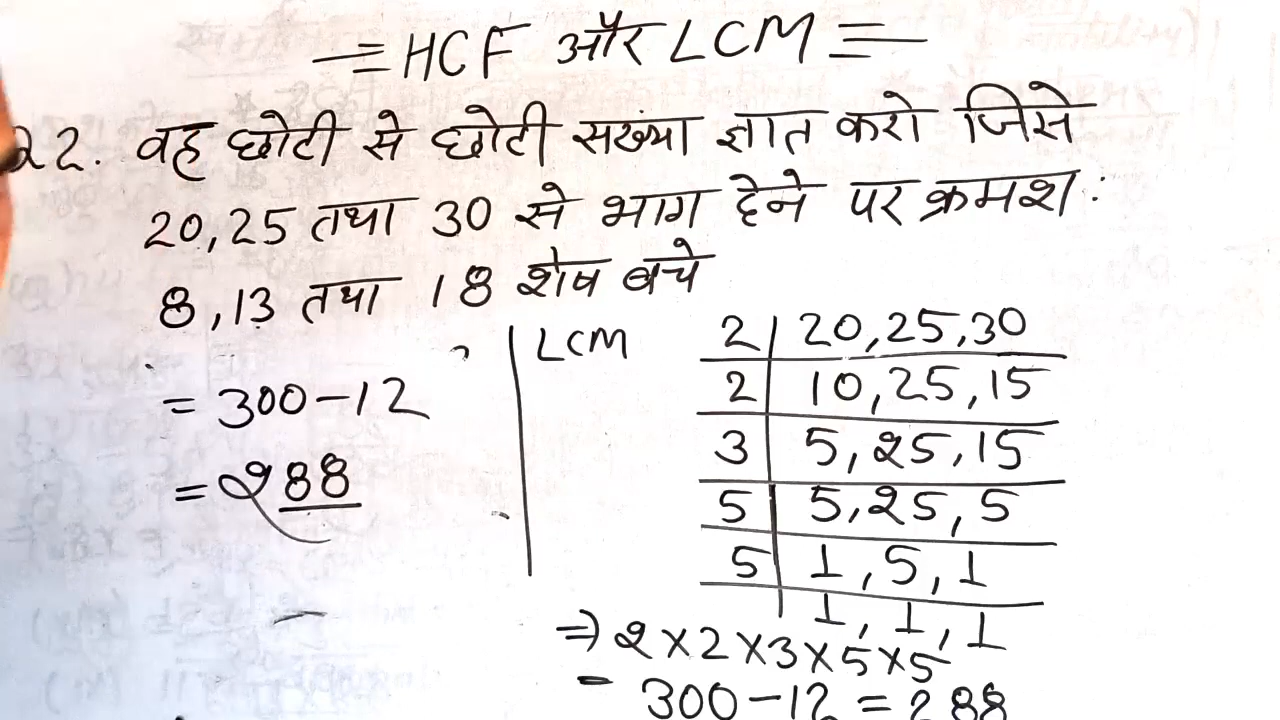 = HCF और LCM =
22. वह छोटी से छोटी सख्या ज्ञात करो जिसे
20,25 तथा 30 से भाग देने पर क्रमश:
8,13 तथा 18 शेष बचे
= 300-12
= 288
LCM
2 | 20,25,30
2 | 10,25,15
3 | 5,25,15
5 | 5,25,5
5 | 1,5,1
1,1,1
⇒ 2×2×3×5×5
= 300-12 = 288